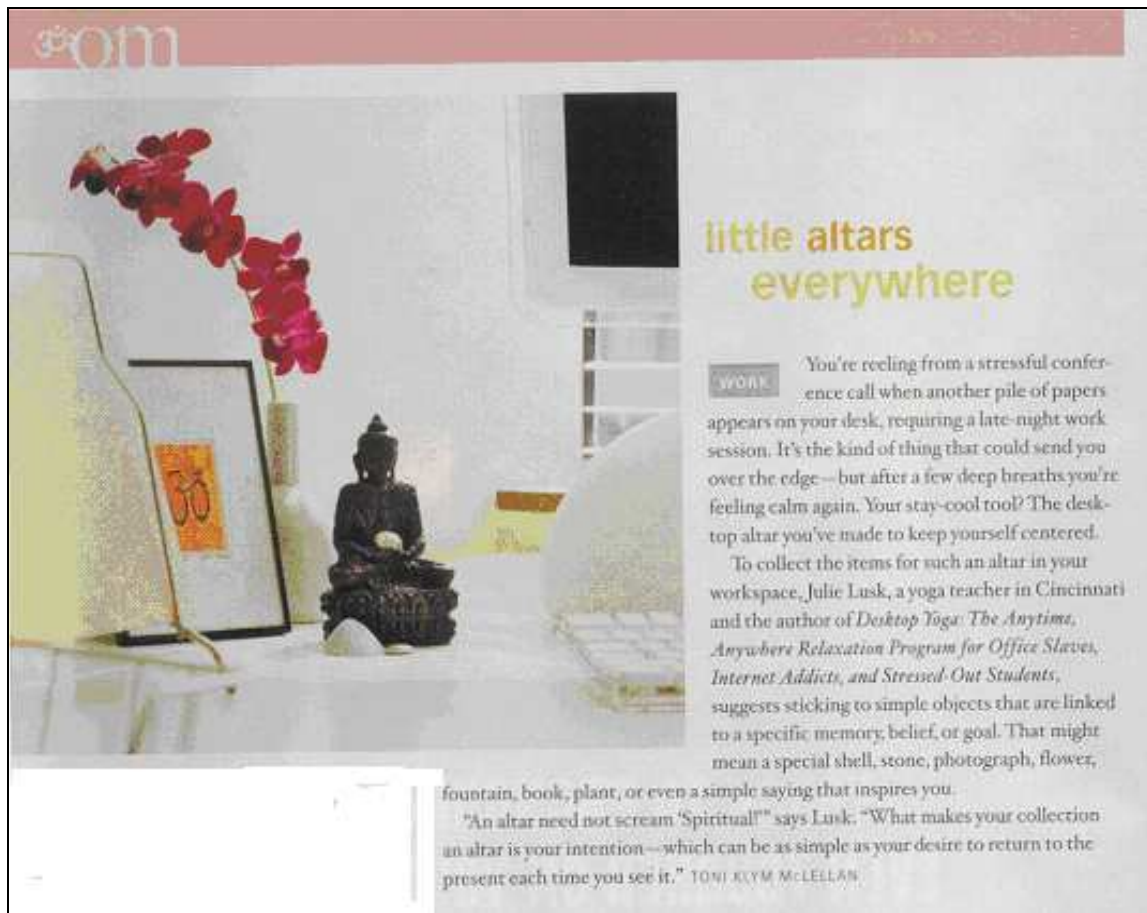 ॐ om
little altars
everywhere
WORK
You're reeling from a stressful confer-
ence call when another pile of papers
appears on your desk, requiring a late-night work
session. It's the kind of thing that could send you
over the edge—but after a few deep breaths you're
feeling calm again. Your stay-cool tool? The desk-
top altar you've made to keep yourself centered.
To collect the items for such an altar in your
workspace, Julie Lusk, a yoga teacher in Cincinnati
and the author of Desktop Yoga: The Anytime,
Anywhere Relaxation Program for Office Slaves,
Internet Addicts, and Stressed-Out Students,
suggests sticking to simple objects that are linked
to a specific memory, belief, or goal. That might
mean a special shell, stone, photograph, flower,
fountain, book, plant, or even a simple saying that inspires you.
"An altar need not scream 'Spiritual!'" says Lusk. "What makes your collection
an altar is your intention—which can be as simple as your desire to return to the
present each time you see it." TONI KLYM McLELLAN
ॐ